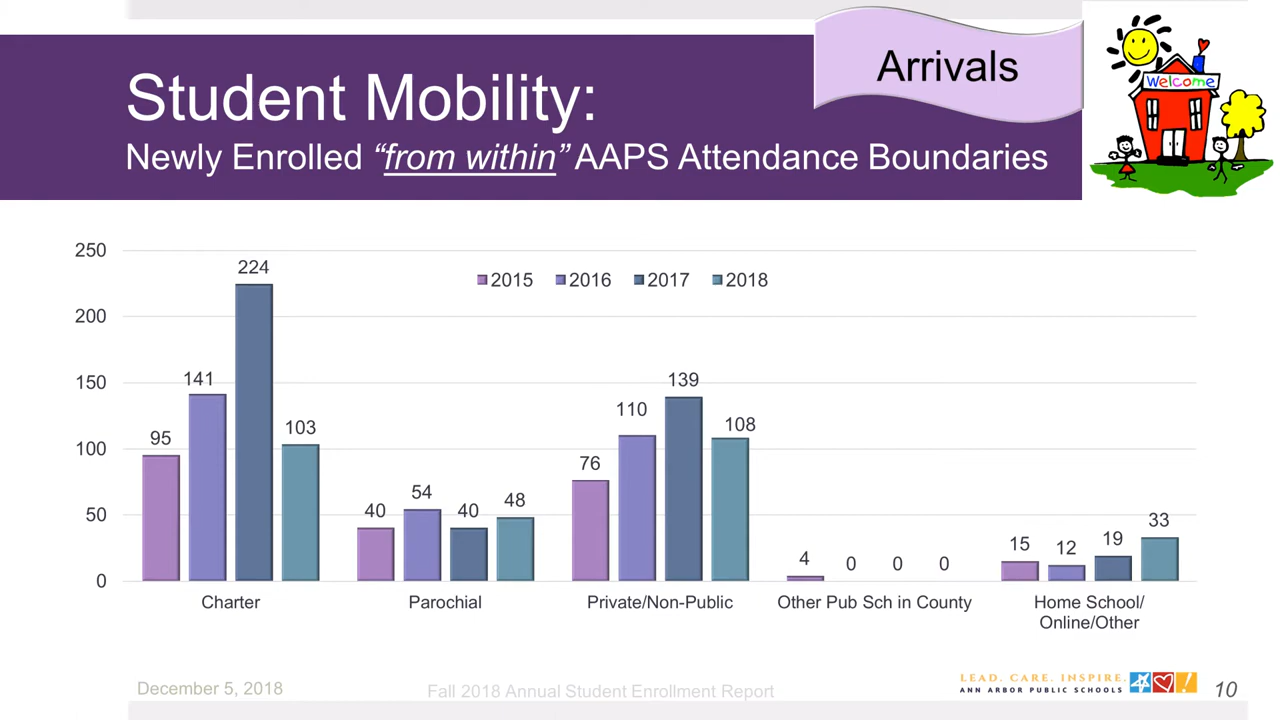 Arrivals
Welcome
Student Mobility:
Newly Enrolled “from within” AAPS Attendance Boundaries
250
200
150
100
50
0
2015 2016 2017 2018
95 141 224 103
40 54 40 48
76 110 139 108
4 0 0 0
15 12 19 33
Charter Parochial Private/Non-Public Other Pub Sch in County Home School/
Online/Other
December 5, 2018
Fall 2018 Annual Student Enrollment Report
LEAD. CARE. INSPIRE.
ANN ARBOR PUBLIC SCHOOLS
10